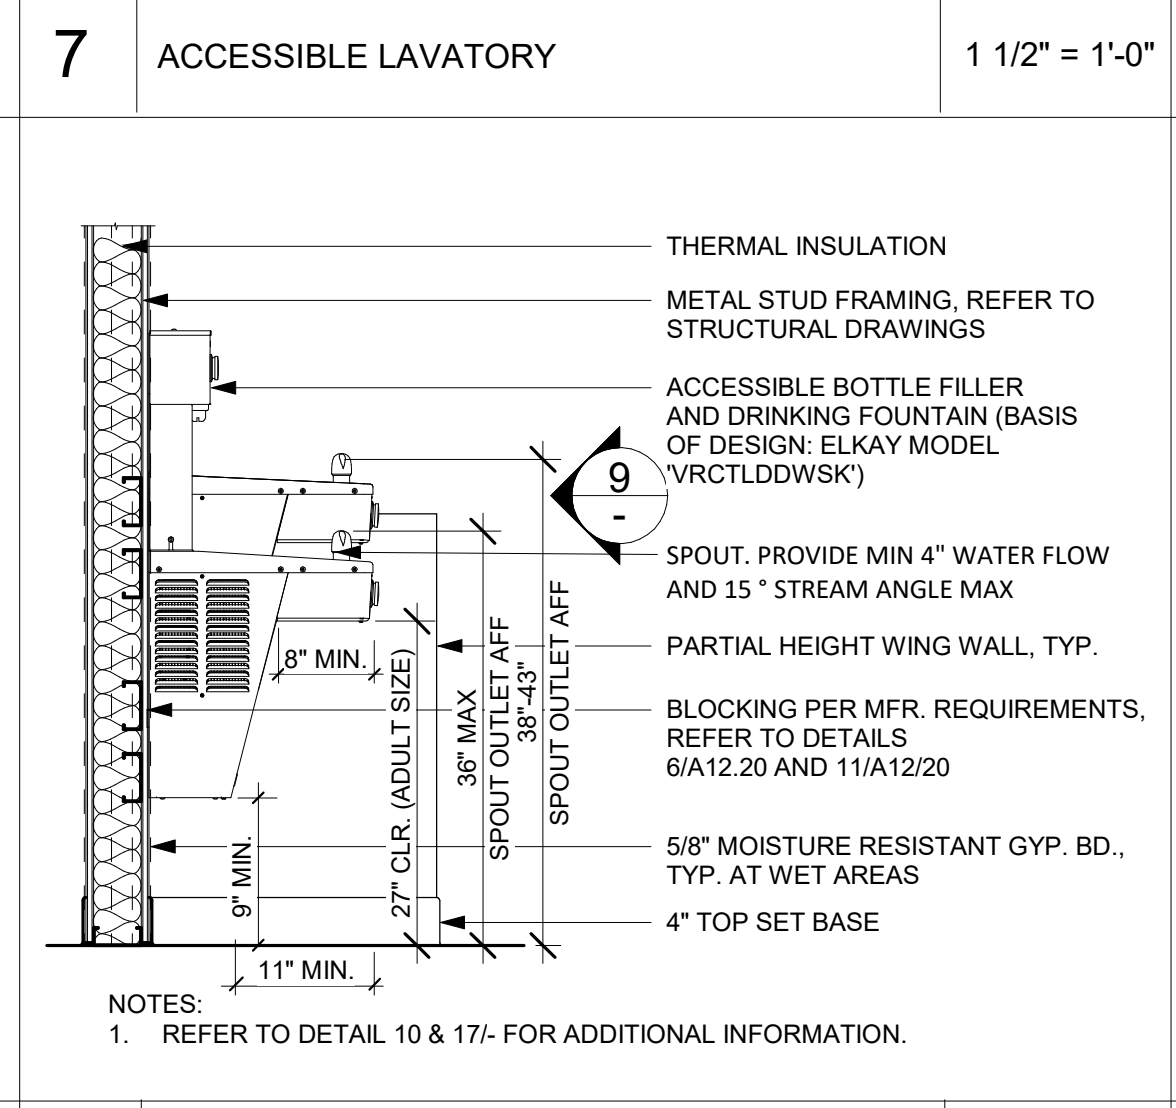 7
ACCESSIBLE LAVATORY
1 1/2" = 1'-0"
THERMAL INSULATION
METAL STUD FRAMING, REFER TO
STRUCTURAL DRAWINGS
ACCESSIBLE BOTTLE FILLER
AND DRINKING FOUNTAIN (BASIS
OF DESIGN: ELKAY MODEL
'VRCTLDDWSK')
9
-
SPOUT. PROVIDE MIN 4" WATER FLOW
AND 15 ° STREAM ANGLE MAX
PARTIAL HEIGHT WING WALL, TYP.
BLOCKING PER MFR. REQUIREMENTS,
REFER TO DETAILS
6/A12.20 AND 11/A12/20
5/8" MOISTURE RESISTANT GYP. BD.,
TYP. AT WET AREAS
4" TOP SET BASE
8" MIN.
9" MIN.
27" CLR. (ADULT SIZE)
36" MAX
SPOUT OUTLET AFF
38"-43"
SPOUT OUTLET AFF
11" MIN.
NOTES:
1. REFER TO DETAIL 10 & 17/- FOR ADDITIONAL INFORMATION.